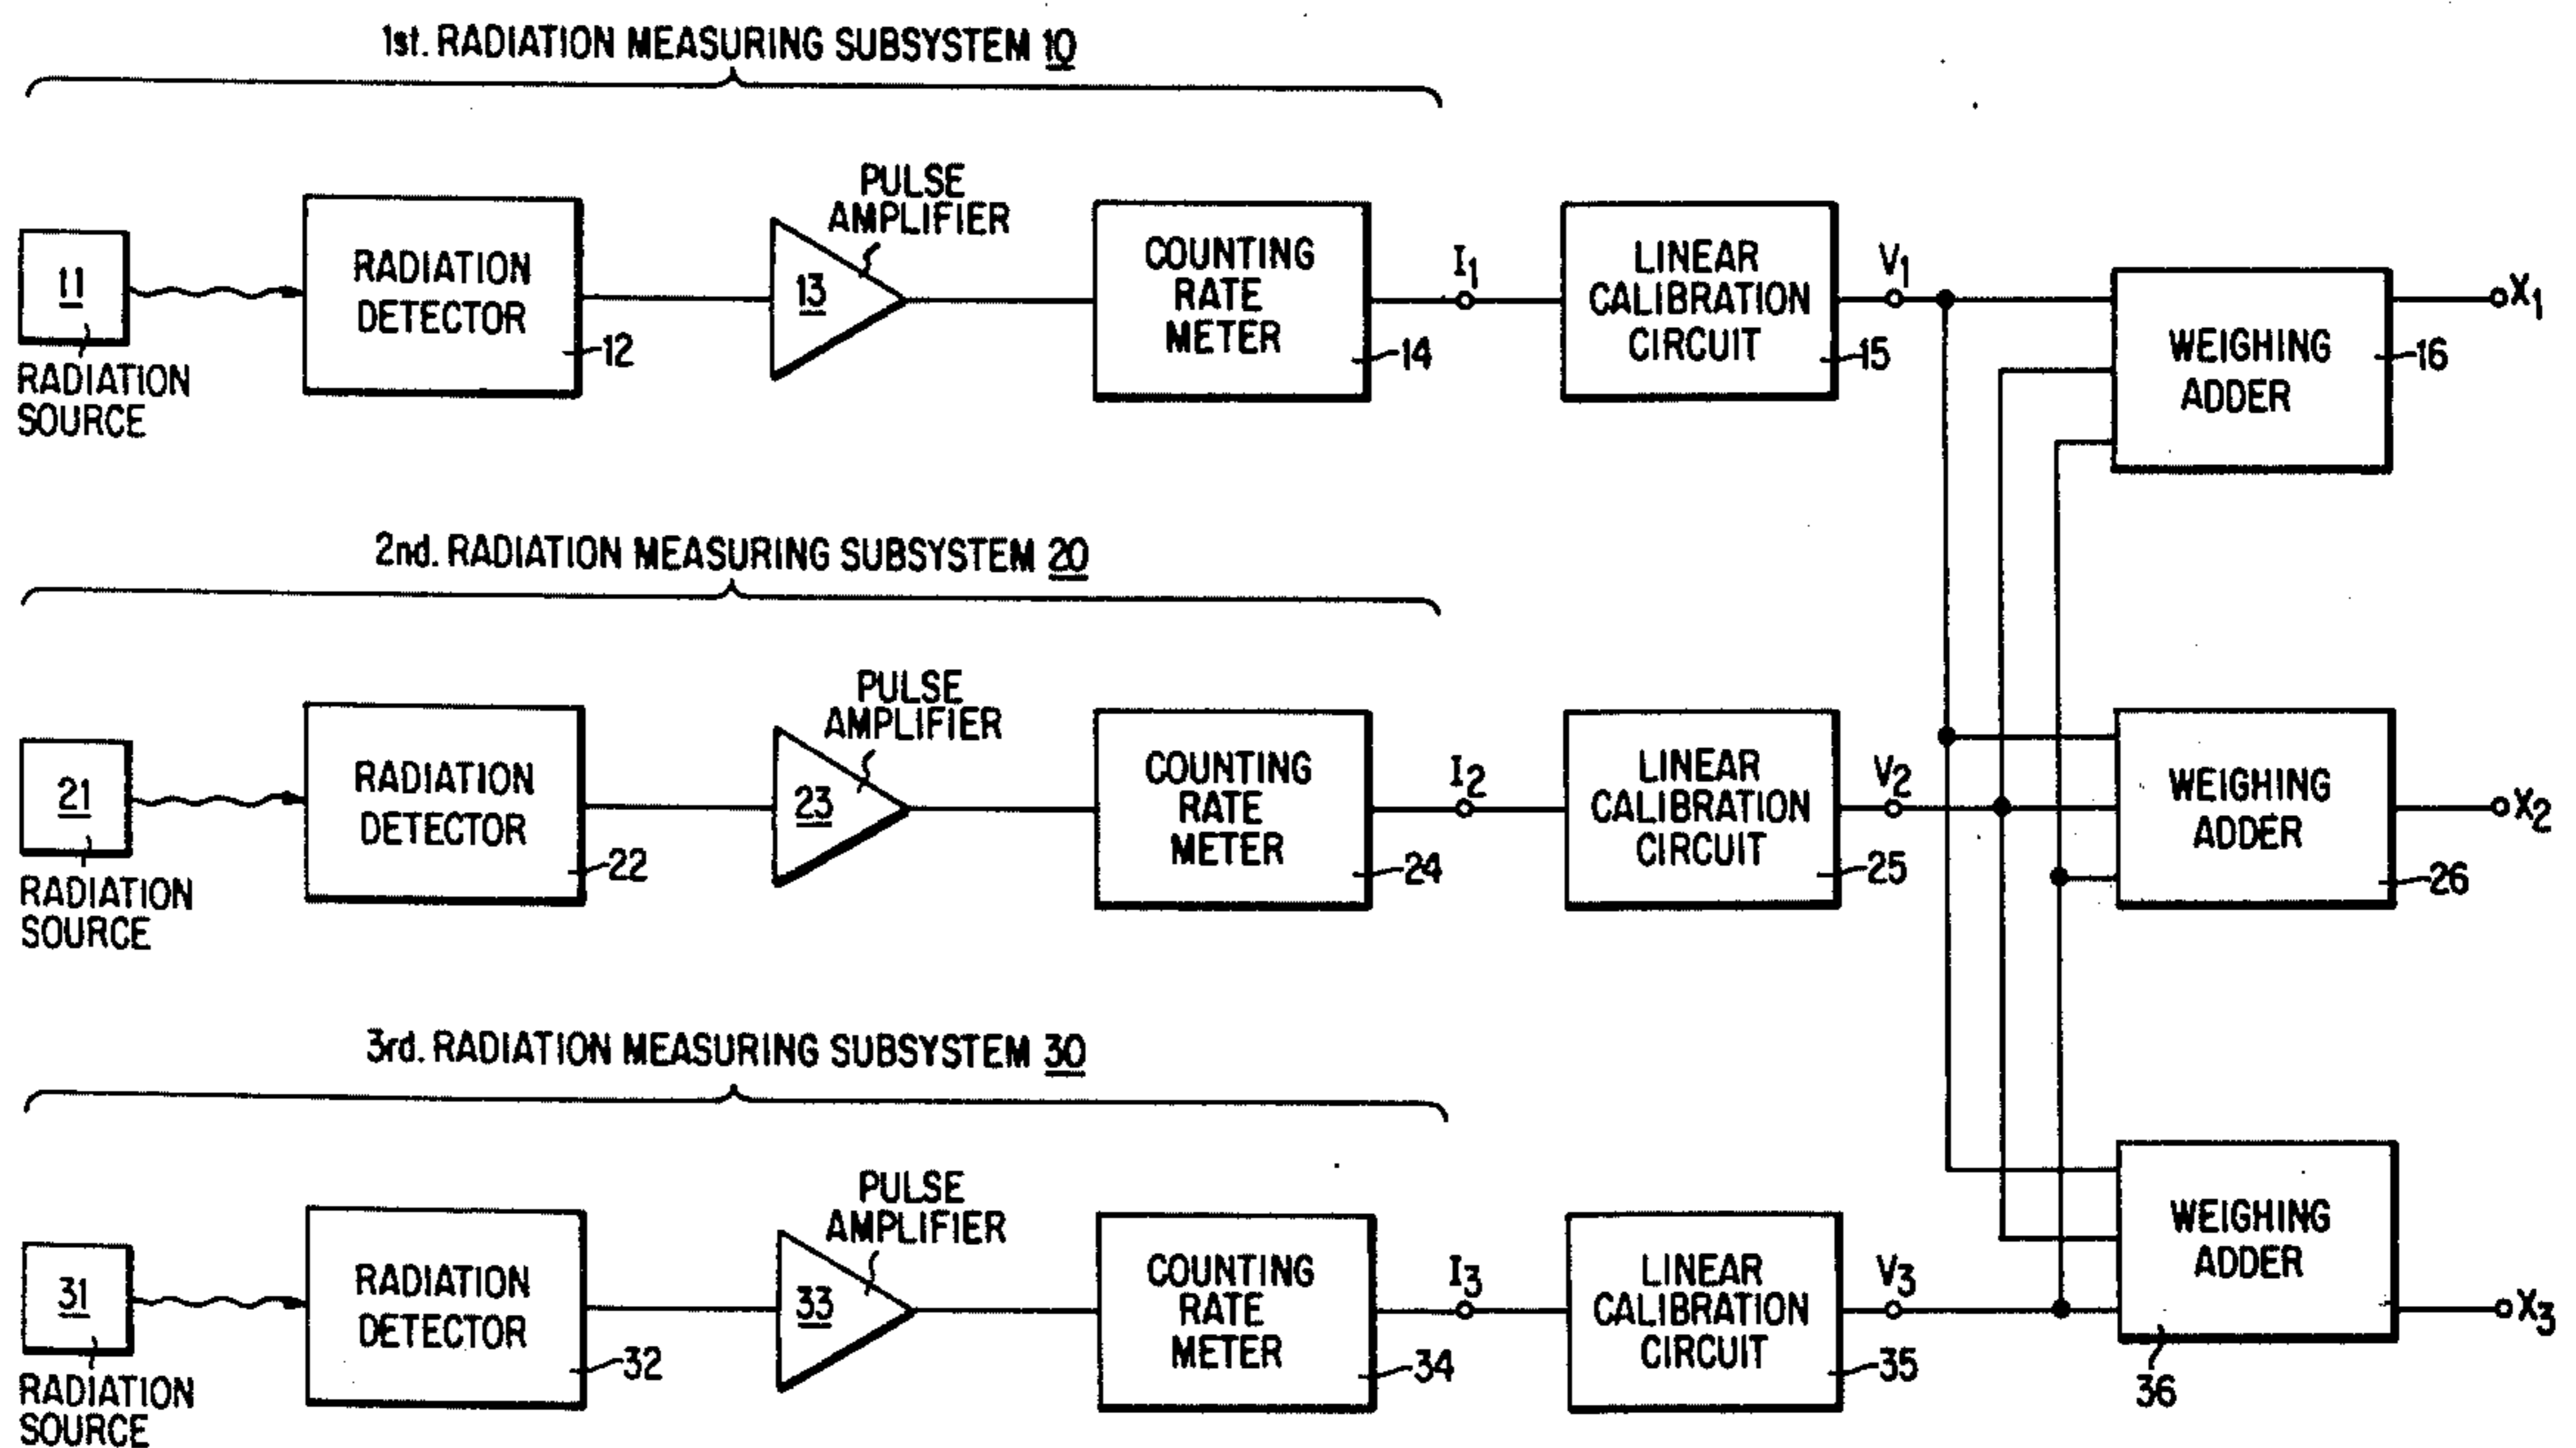 1st. RADIATION MEASURING SUBSYSTEM 10
PULSE
AMPLIFIER
11
RADIATION
SOURCE
RADIATION
DETECTOR
12
13
COUNTING
RATE
METER
14
I1
LINEAR
CALIBRATION
CIRCUIT
15
V1
WEIGHING
ADDER
16
X1
2nd. RADIATION MEASURING SUBSYSTEM 20
PULSE
AMPLIFIER
21
RADIATION
SOURCE
RADIATION
DETECTOR
22
23
COUNTING
RATE
METER
24
I2
LINEAR
CALIBRATION
CIRCUIT
25
V2
WEIGHING
ADDER
26
X2
3rd. RADIATION MEASURING SUBSYSTEM 30
PULSE
AMPLIFIER
31
RADIATION
SOURCE
RADIATION
DETECTOR
32
33
COUNTING
RATE
METER
34
I3
LINEAR
CALIBRATION
CIRCUIT
35
V3
WEIGHING
ADDER
36
X3